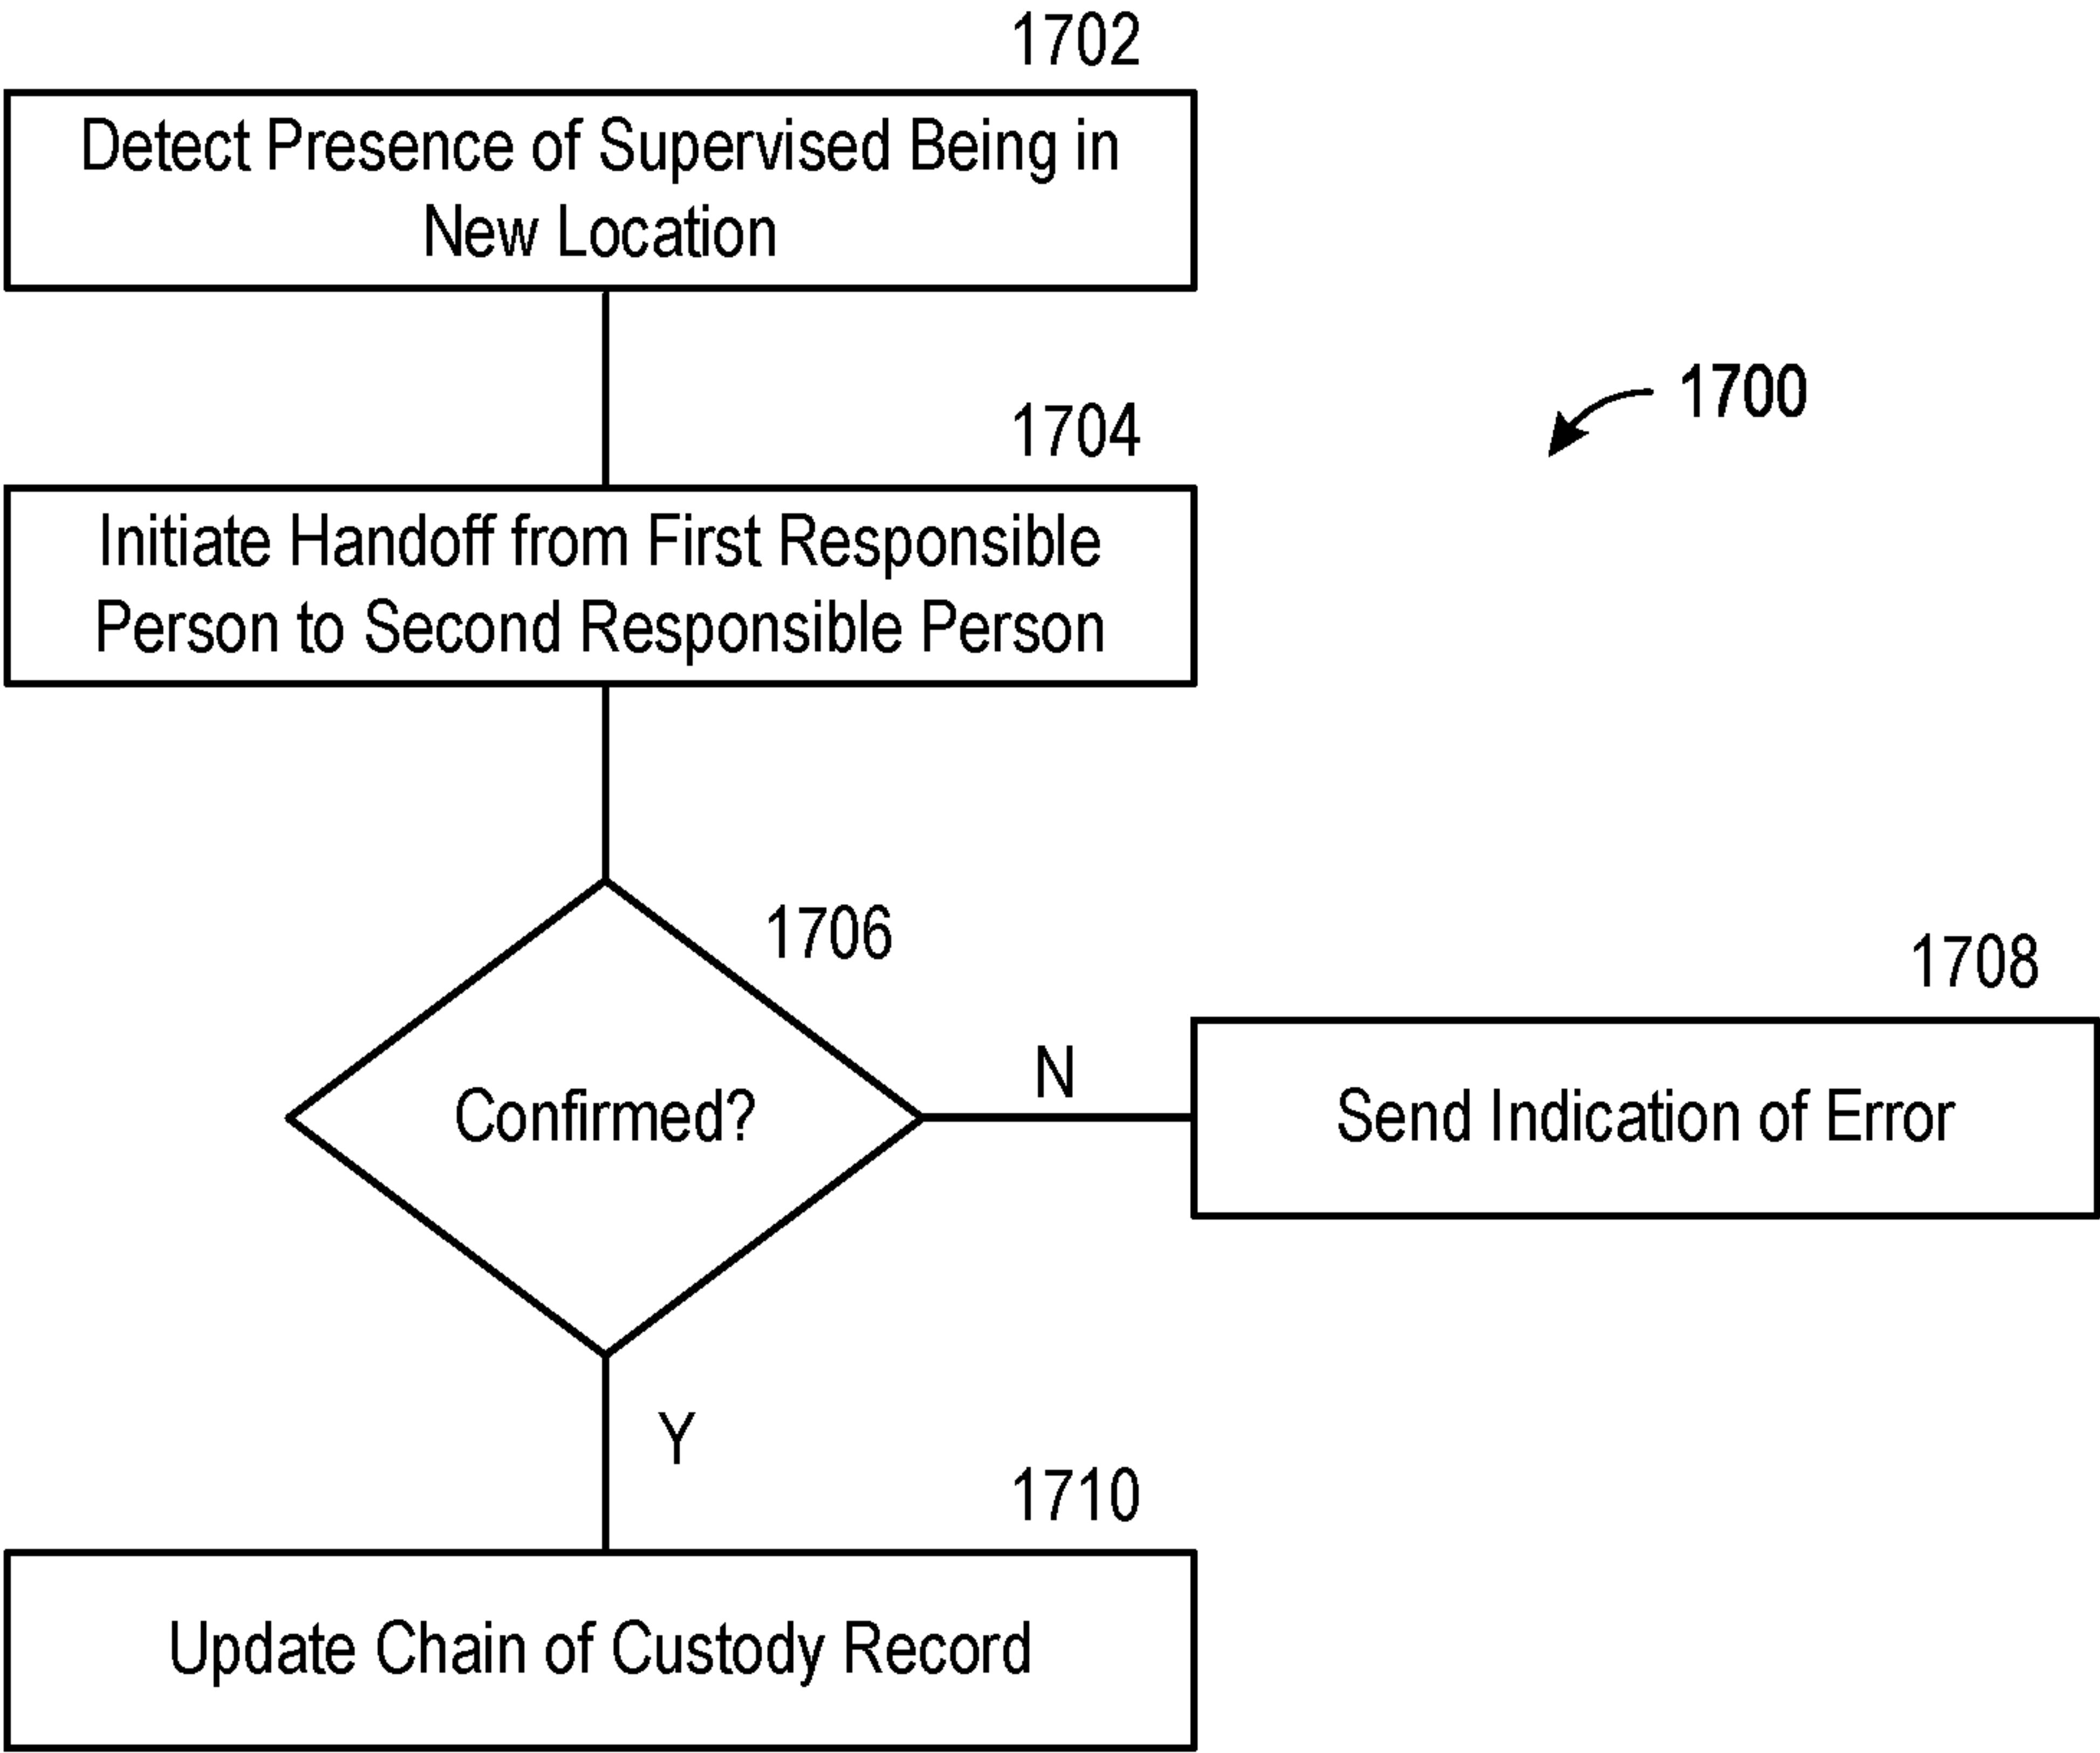 1702
Detect Presence of Supervised Being in
New Location
1700
1704
Initiate Handoff from First Responsible
Person to Second Responsible Person
1706
Confirmed?
N
1708
Send Indication of Error
Y
1710
Update Chain of Custody Record